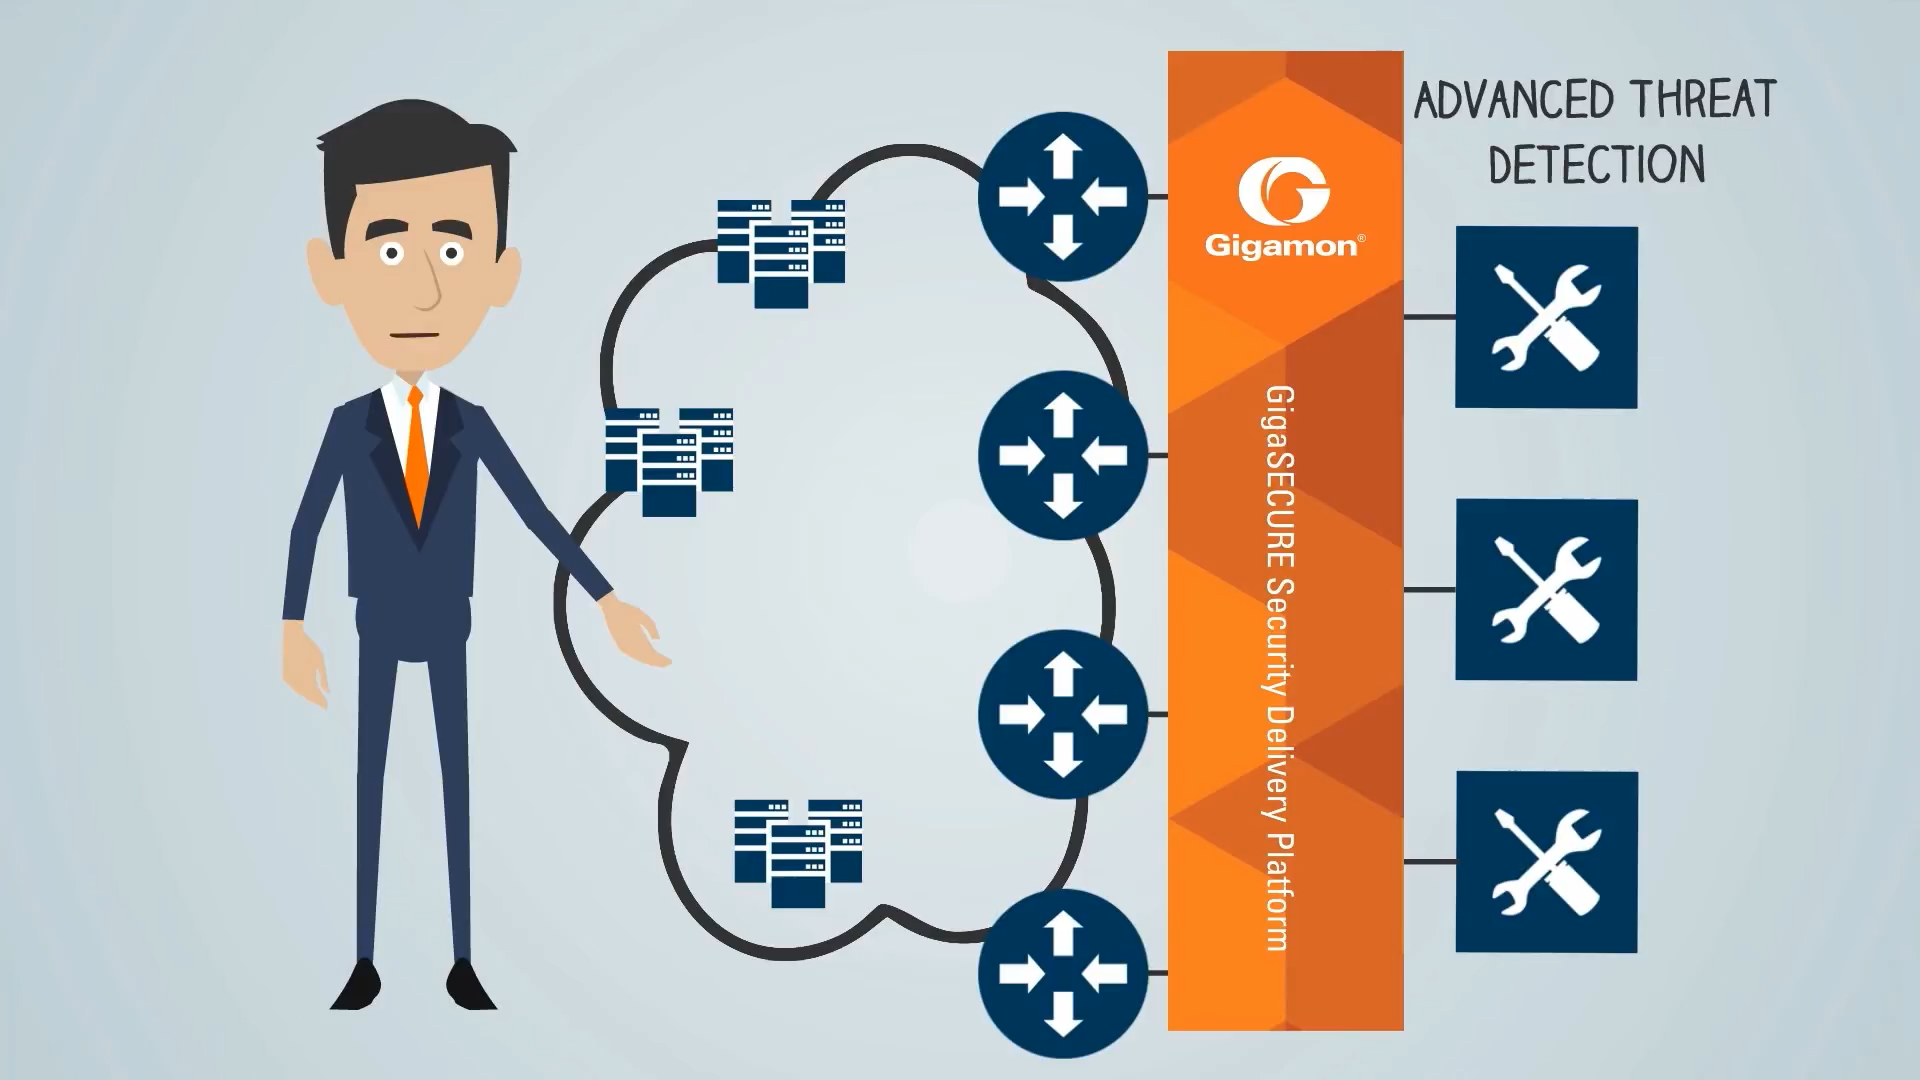 ADVANCED THREAT
DETECTION
Gigamon®
GigaSECURE Security Delivery Platform